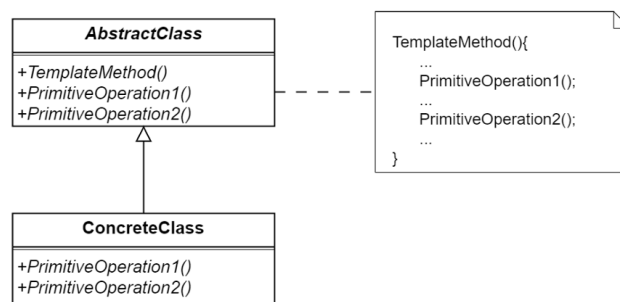 AbstractClass
+TemplateMethod()
+PrimitiveOperation1()
+PrimitiveOperation2()
TemplateMethod(){
...
PrimitiveOperation1();
...
PrimitiveOperation2();
...
}
ConcreteClass
+PrimitiveOperation1()
+PrimitiveOperation2()